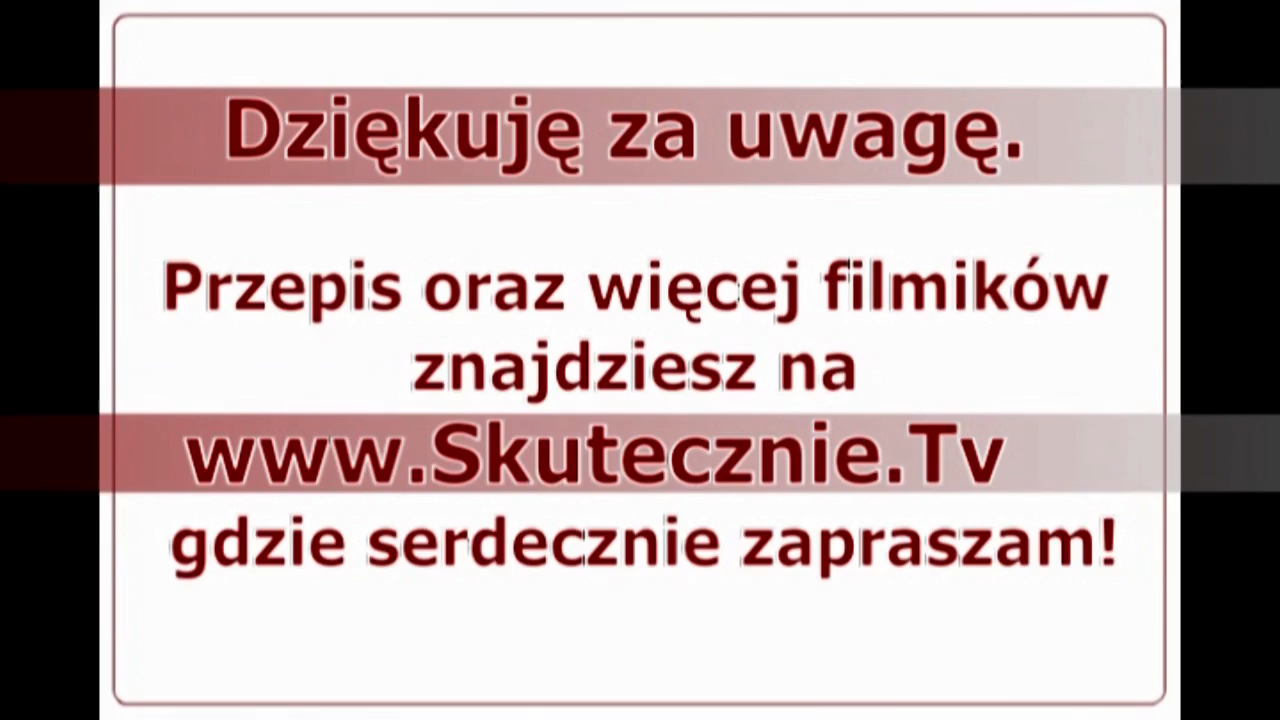 Dziękuję za uwagę.
Przepis oraz więcej filmików
znajdziesz na
www.Skutecznie.Tv
gdzie serdecznie zapraszam!